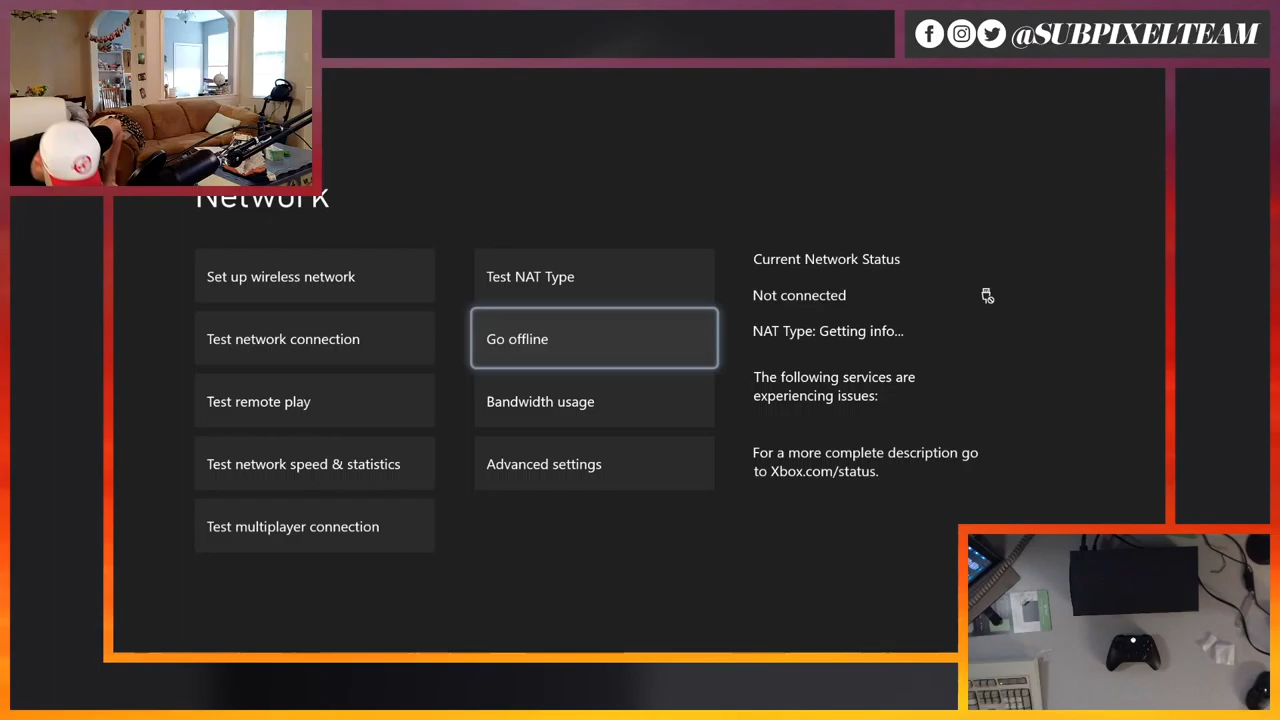 @SUBPIXELTEAM
Network
Set up wireless network
Test network connection
Test remote play
Test network speed & statistics
Test multiplayer connection
Test NAT Type
Go offline
Bandwidth usage
Advanced settings
Current Network Status
Not connected
NAT Type: Getting info...
The following services are
experiencing issues:
For a more complete description go
to Xbox.com/status.